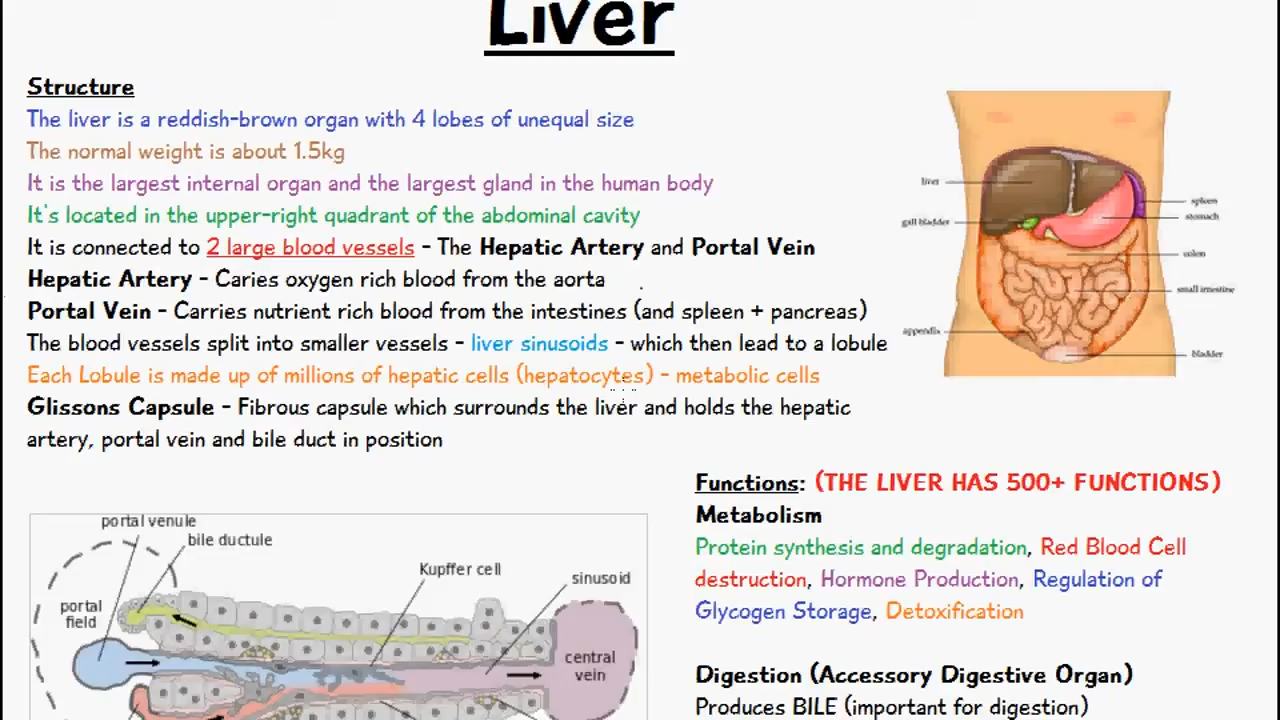 Liver
Structure
The liver is a reddish-brown organ with 4 lobes of unequal size
The normal weight is about 1.5kg
It is the largest internal organ and the largest gland in the human body
It's located in the upper-right quadrant of the abdominal cavity
It is connected to 2 large blood vessels - The Hepatic Artery and Portal Vein
Hepatic Artery - Caries oxygen rich blood from the aorta
Portal Vein - Carries nutrient rich blood from the intestines (and spleen + pancreas)
The blood vessels split into smaller vessels - liver sinusoids - which then lead to a lobule
Each Lobule is made up of millions of hepatic cells (hepatocytes) - metabolic cells
Glissons Capsule - Fibrous capsule which surrounds the liver and holds the hepatic
artery, portal vein and bile duct in position
liver
gall bladder
appendix
spleen
stomach
colon
small intestine
bladder
portal venule
bile ductule
Kupffer cell
sinusoid
portal
field
central
vein
Functions: (THE LIVER HAS 500+ FUNCTIONS)
Metabolism
Protein synthesis and degradation, Red Blood Cell
destruction, Hormone Production, Regulation of
Glycogen Storage, Detoxification
Digestion (Accessory Digestive Organ)
Produces BILE (important for digestion)